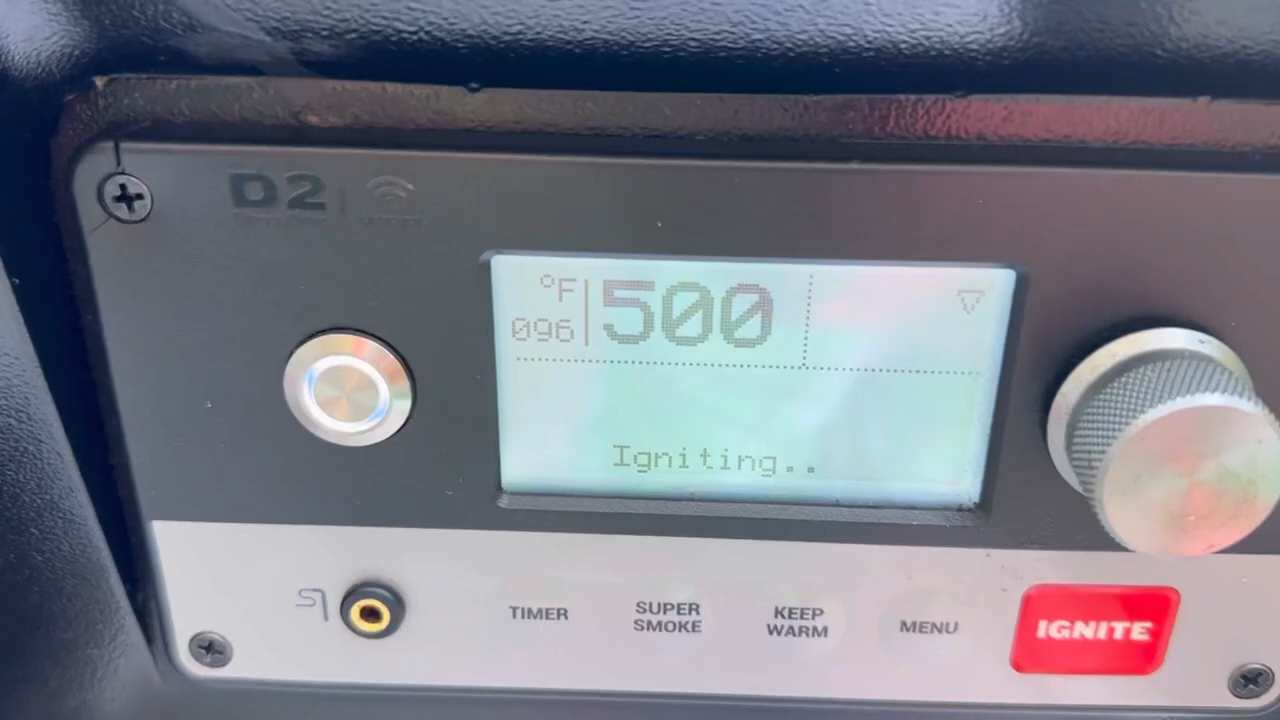 D2
°F
096
500
Igniting..
TIMER
SUPER
SMOKE
KEEP
WARM
MENU
IGNITE